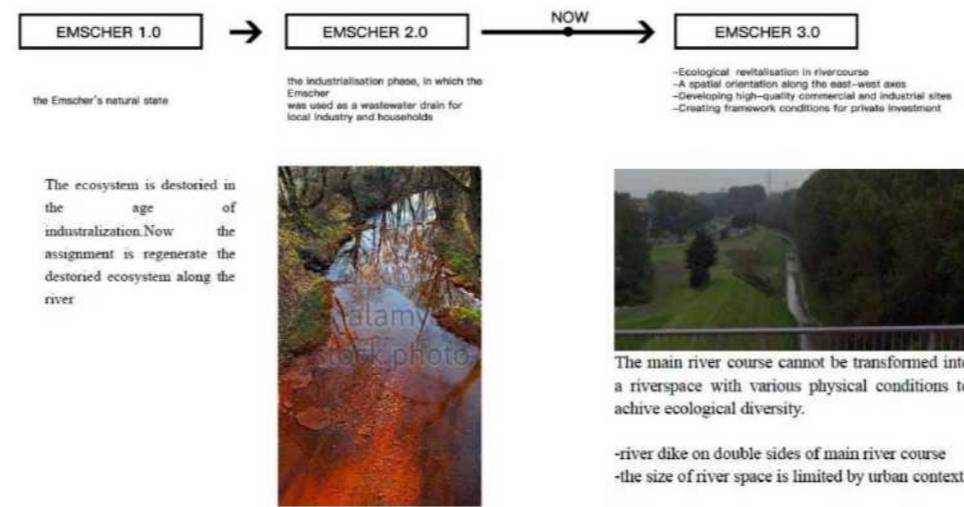 NOW
EMSCHER 1.0
EMSCHER 2.0
EMSCHER 3.0
the Emscher's natural state
the industrialisation phase, in which the
Emscher
was used as a wastewater drain for
local industry and households
-Ecological revitalisation in rivercourse
-A spatial orientation along the east-west axes
-Developing high-quality commercial and industrial sites
-Creating framework conditions for private investment
The ecosystem is destoried in
the age of
industralization.Now the
assignment is regenerate the
destoried ecosystem along the
river
alamy
stock photo
The main river course cannot be transformed into
a riverspace with various physical conditions to
achive ecological diversity.
-river dike on double sides of main river course
-the size of river space is limited by urban context